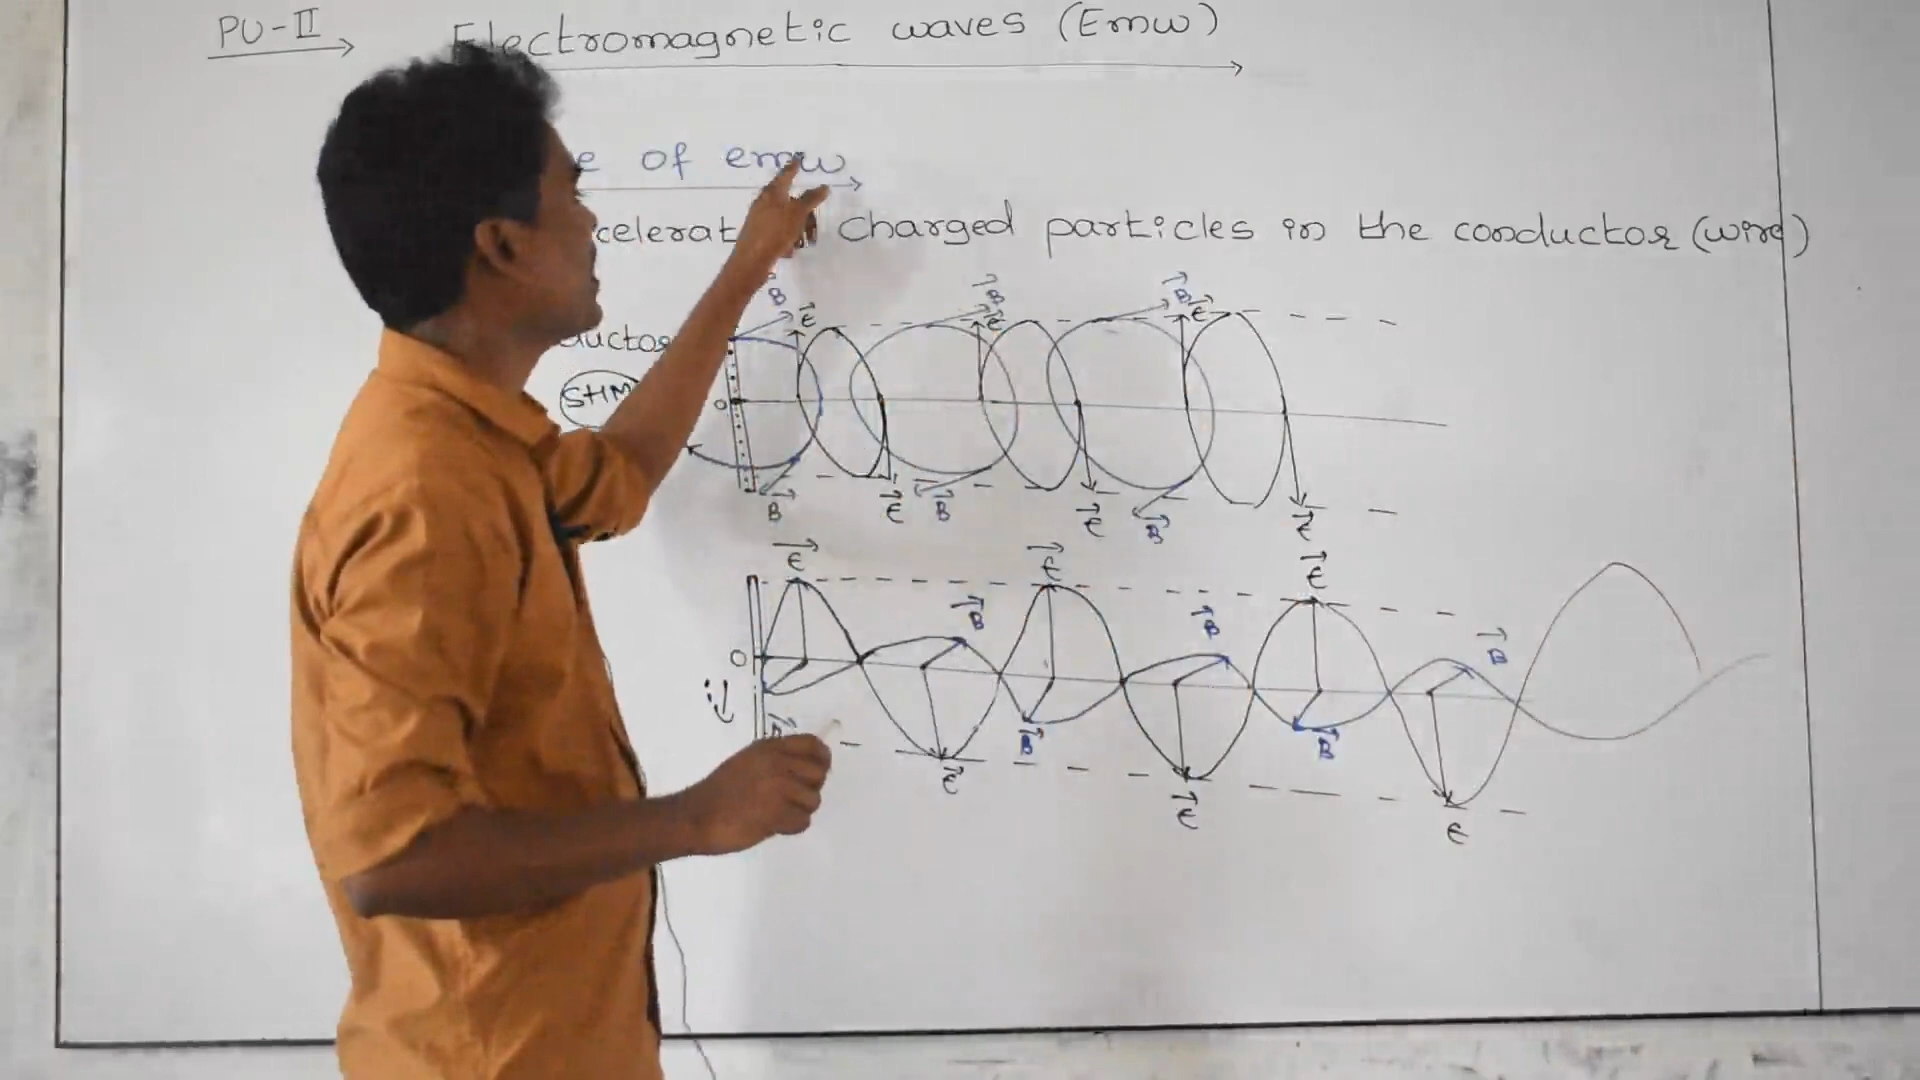 PU-II
Electromagnetic waves (Emw)
of emw
charged particles in the conductor (wire)
B B B
E E E
SHM
O
B E B E B E
E E E
B B B
O
B B
E E E